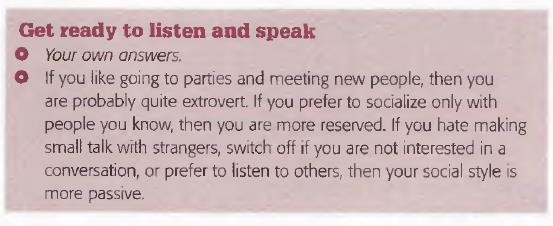 Get ready to listen and speak
Your own answers.
If you like going to parties and meeting new people, then you
are probably quite extrovert. If you prefer to socialize only with
people you know, then you are more reserved. If you hate making
small talk with strangers, switch off if you are not interested in a
conversation, or prefer to listen to others, then your social style is
more passive.